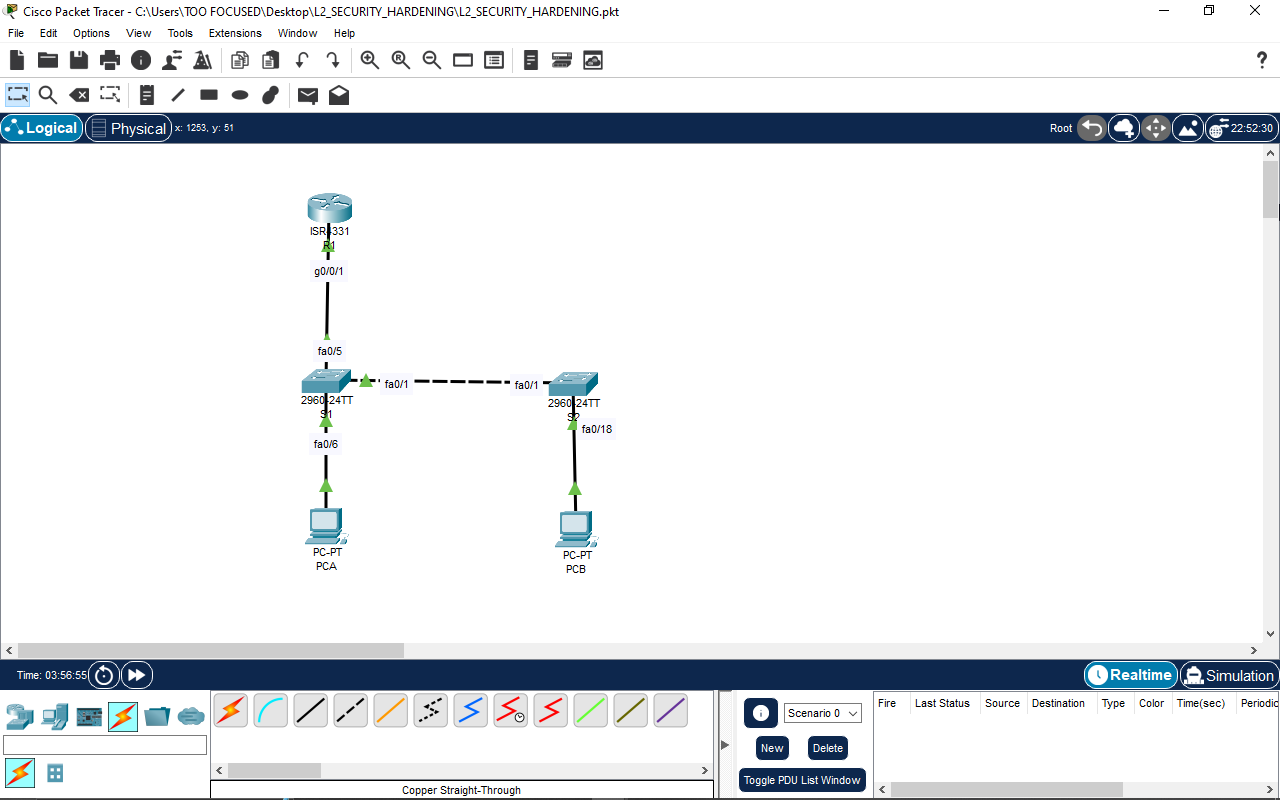 Cisco Packet Tracer - C:\Users\TOO FOCUSED\Desktop\L2_SECURITY_HARDENING\L2_SECURITY_HARDENING.pkt
File Edit Options View Tools Extensions Window Help
?
Logical Physical x: 1253, y: 51 Root 22:52:30
ISR4331
R1
g0/0/1
fa0/5
fa0/1 fa0/1
2960-24TT
S1
2960-24TT
S2
fa0/18
fa0/6
PC-PT
PCA
PC-PT
PCB
Time: 03:56:55 Realtime Simulation
Scenario 0
New Delete
Toggle PDU List Window
Fire Last Status Source Destination Type Color Time(sec) Periodic
Copper Straight-Through